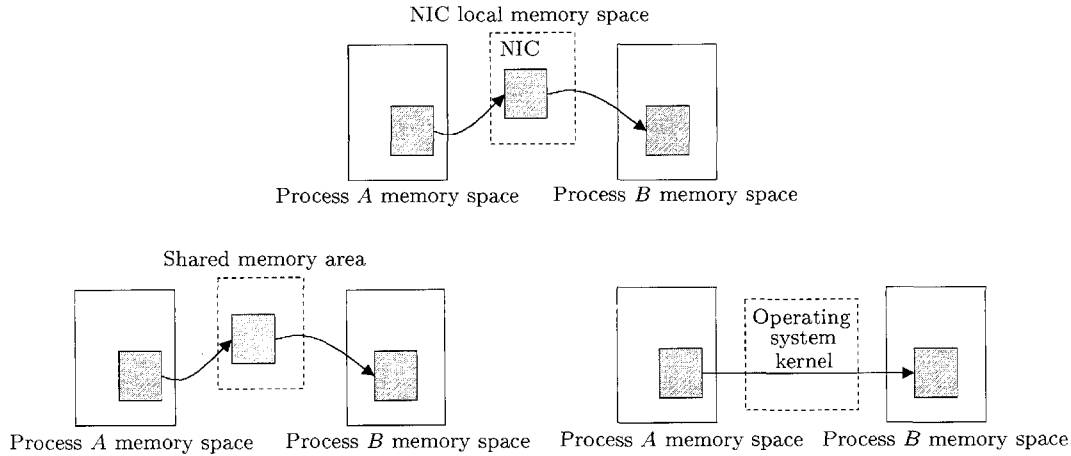 NIC local memory space
NIC
Process A memory space
Process B memory space
Shared memory area
Process A memory space
Process B memory space
Operating
system
kernel
Process A memory space
Process B memory space